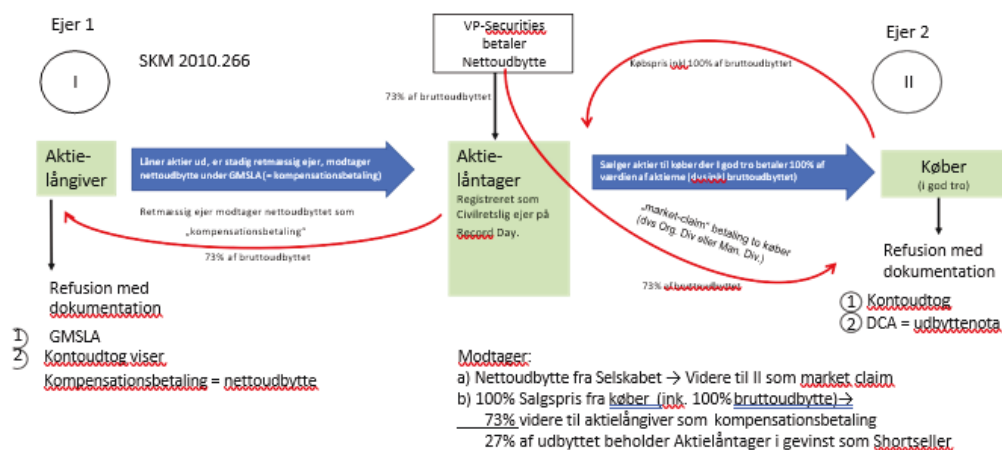 Ejer 1
I
SKM 2010.266
VP-Securities
betaler
Nettoudbytte
73% af bruttoudbyttet
Købspris inkl 100% af bruttoudbyttet
Ejer 2
II
Aktie-
långiver
Låner aktier ud, er stadig retmæssig ejer, modtager
nettoudbytte under GMSLA (= kompensationsbetaling)
Aktie-
låntager
Registreret som
Civilretslig ejer på
Record Day.
Sælger aktier til køber der I god tro betaler 100% af
værdien af aktierne (dvs inkl bruttoudbyttet)
Køber
(i god tro)
Retmæssig ejer modtager nettoudbyttet som
„kompensationsbetaling"
73% af bruttoudbyttet
„market-claim" betaling to køber
(dvs Org. Div eller Man. Div.)
73% af bruttoudbyttet
Refusion med
dokumentation
1 GMSLA
2 Kontoudtog viser
Kompensationsbetaling = nettoudbytte
Refusion med
dokumentation
1 Kontoudtog
2 DCA = udbyttenota
Modtager:
a) Nettoudbytte fra Selskabet → Videre til II som market claim
b) 100% Salgspris fra køber (ink. 100% bruttoudbytte)→
73% videre til aktielångiver som kompensationsbetaling
27% af udbyttet beholder Aktielåntager i gevinst som Shortseller